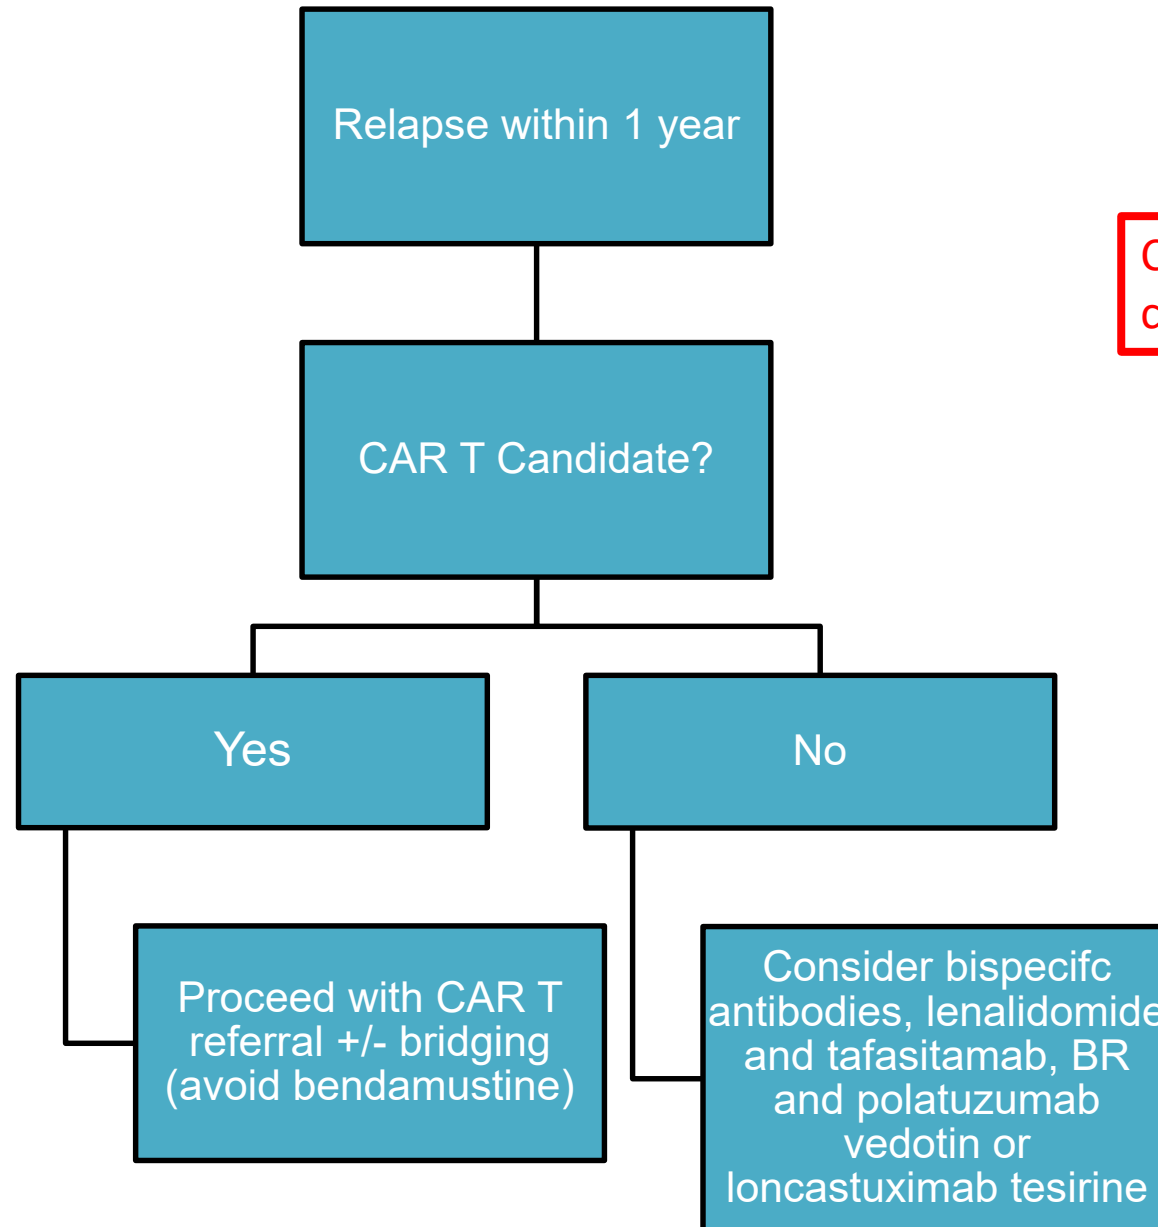 Relapse within 1 year
CAR T Candidate?
Yes
No
Proceed with CAR T
referral +/- bridging
(avoid bendamustine)
Consider bispecifc
antibodies, lenalidomide
and tafasitamab, BR
and polatuzumab
vedotin or
loncastuximab tesirine